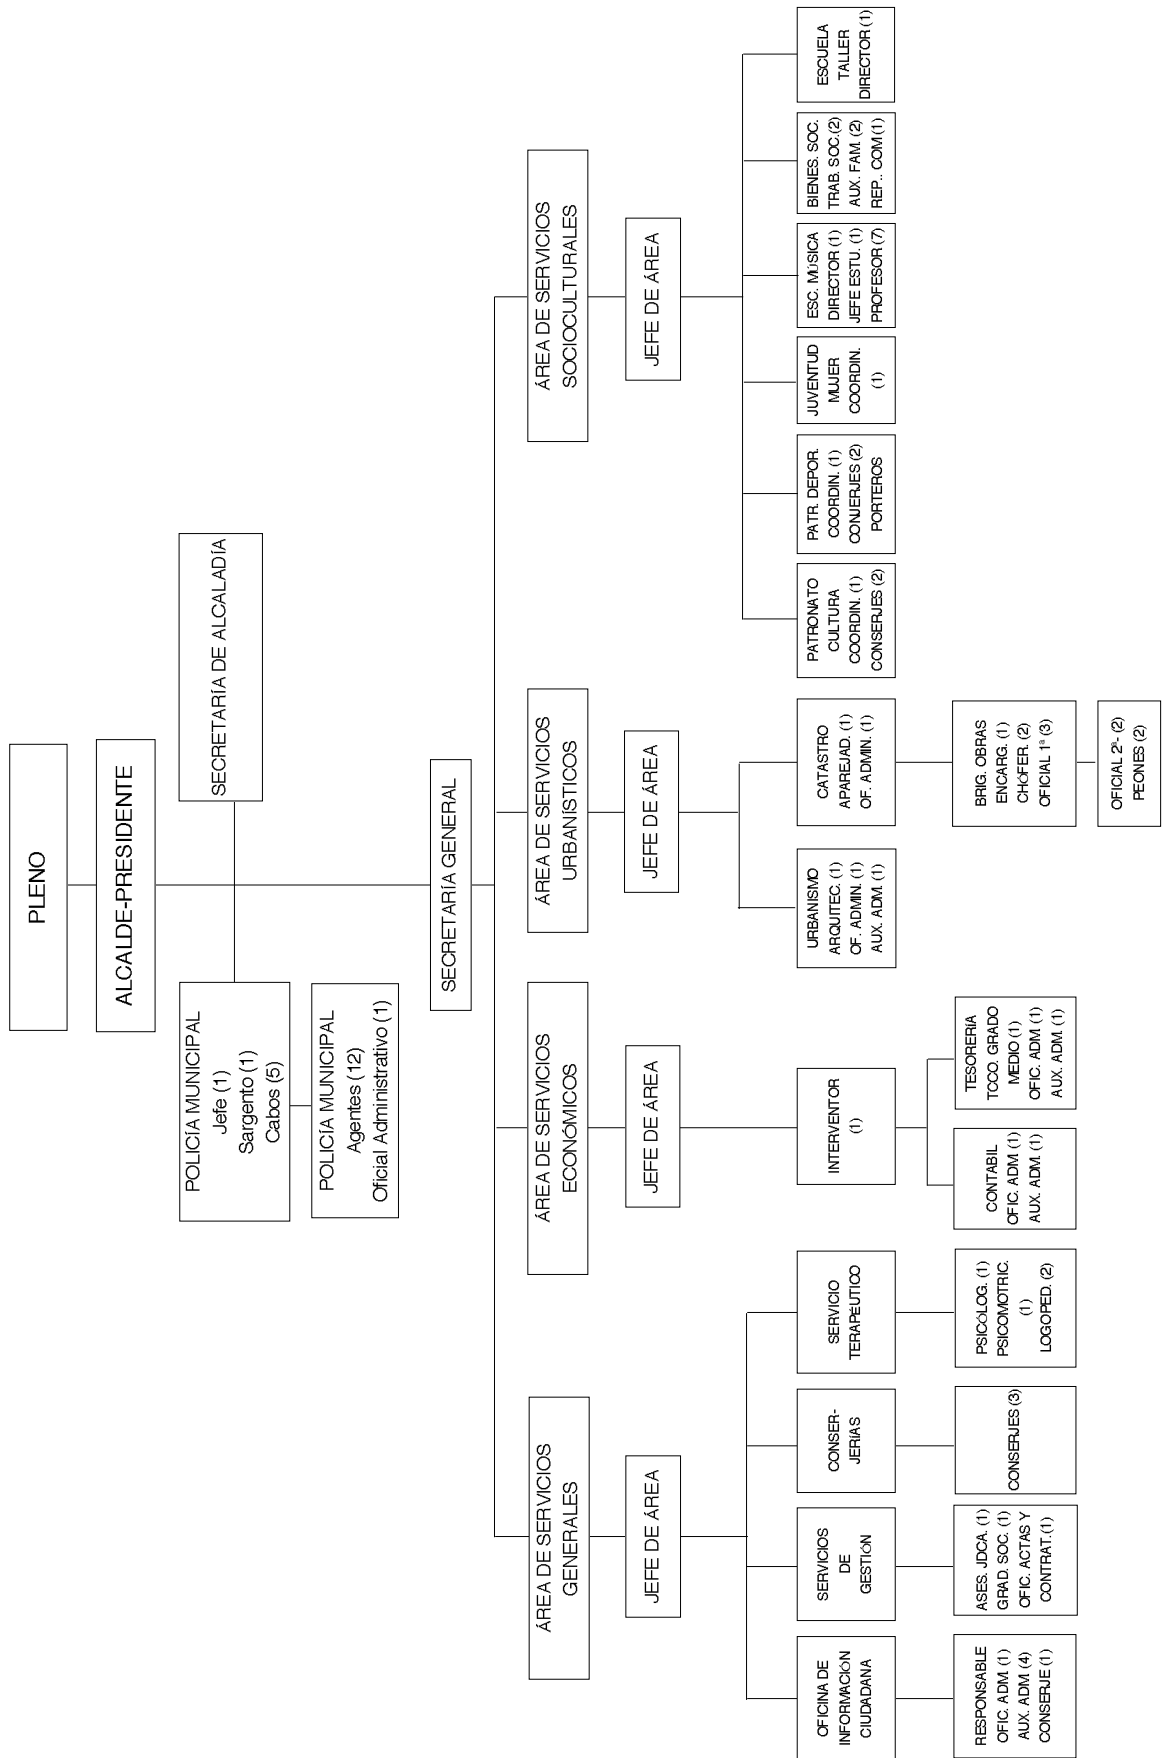 PLENO
ALCALDE-PRESIDENTE
SECRETARÍA DE ALCALADÍA
POLICÍA MUNICIPAL
Jefe (1)
Sargento (1)
Cabos (5)
POLICÍA MUNICIPAL
Agentes (12)
Oficial Administrativo (1)
SECRETARÍA GENERAL
ÁREA DE SERVICIOS
GENERALES
ÁREA DE SERVICIOS
ECONÓMICOS
ÁREA DE SERVICIOS
URBANÍSTICOS
ÁREA DE SERVICIOS
SOCIOCULTURALES
JEFE DE ÁREA
JEFE DE ÁREA
JEFE DE ÁREA
JEFE DE ÁREA
OFICINA DE
INFORMACIÓN
CIUDADANA
SERVICIOS
DE
GESTIÓN
CONSER-
JERÍAS
SERVICIO
TERAPÉUTICO
INTERVENTOR
(1)
URBANISMO
ARQUITEC. (1)
OF. ADMIN. (1)
AUX. ADM. (1)
CATASTRO
APAREJAD. (1)
OF. ADMIN. (1)
PATRONATO
CULTURA
COORDIN. (1)
CONSERJES (2)
PATR. DEPOR.
COORDIN. (1)
CONJERJES (2)
PORTEROS
JUVENTUD
MUJER
COORDIN.
(1)
ESC. MÚSICA
DIRECTOR (1)
JEFE ESTU. (1)
PROFESOR (7)
BIENES. SOC.
TRAB. SOC.(2)
AUX. FAM. (2)
REP.. COM (1)
ESCUELA
TALLER
DIRECTOR (1)
RESPONSABLE
OFIC. ADM. (1)
AUX. ADM. (4)
CONSERJE (1)
ASES. JDCA. (1)
GRAD. SOC. (1)
OFIC. ACTAS Y
CONTRAT.(1)
CONSERJES (3)
PSICÓLOG. (1)
PSICOMOTRIC.
(1)
LOGOPED. (2)
CONTABIL
OFIC. ADM. (1)
AUX. ADM. (1)
TESORERÍA
TCCO. GRADO
MEDIO (1)
OFIC. ADM. (1)
AUX. ADM. (1)
BRIG. OBRAS
ENCARG. (1)
CHÓFER. (2)
OFICIAL 1ª (3)
OFICIAL 2ª- (2)
PEONES (2)